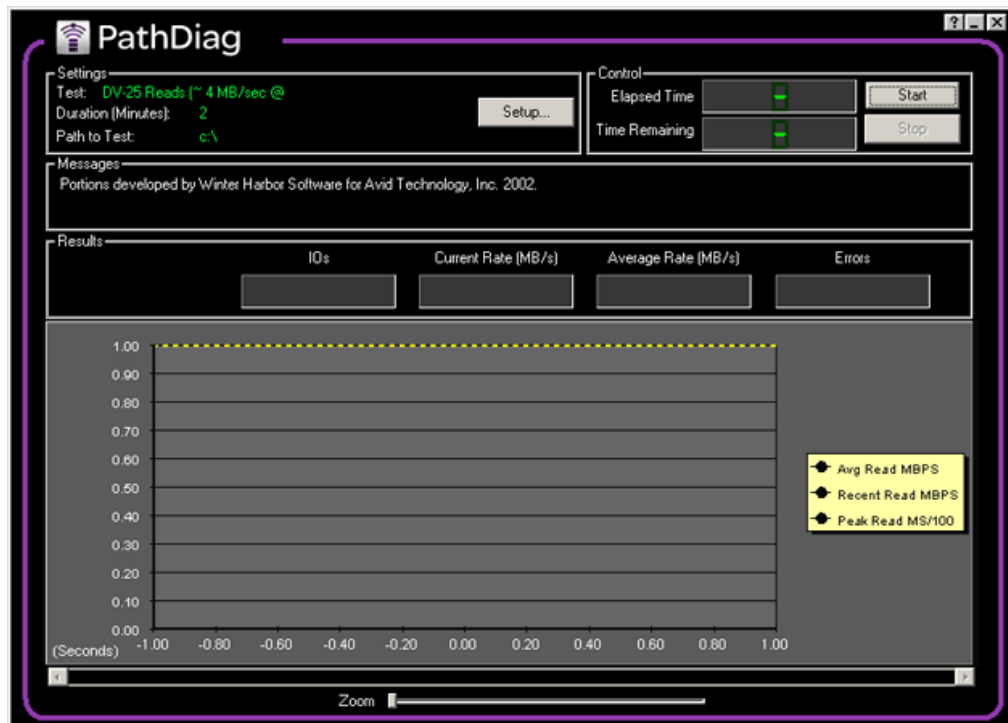 PathDiag
? _ X
Settings
Test: DV-25 Reads (~ 4 MB/sec @
Duration (Minutes): 2
Path to Test: c:\
Setup...
Control
Elapsed Time
Time Remaining
Start
Stop
Messages
Portions developed by Winter Harbor Software for Avid Technology, Inc. 2002.
Results
IOs Current Rate (MB/s) Average Rate (MB/s) Errors
1.00
0.90
0.80
0.70
0.60
0.50
0.40
0.30
0.20
0.10
0.00
(Seconds) -1.00 -0.80 -0.60 -0.40 -0.20 0.00 0.20 0.40 0.60 0.80 1.00
Avg Read MBPS
Recent Read MBPS
Peak Read MS/100
Zoom